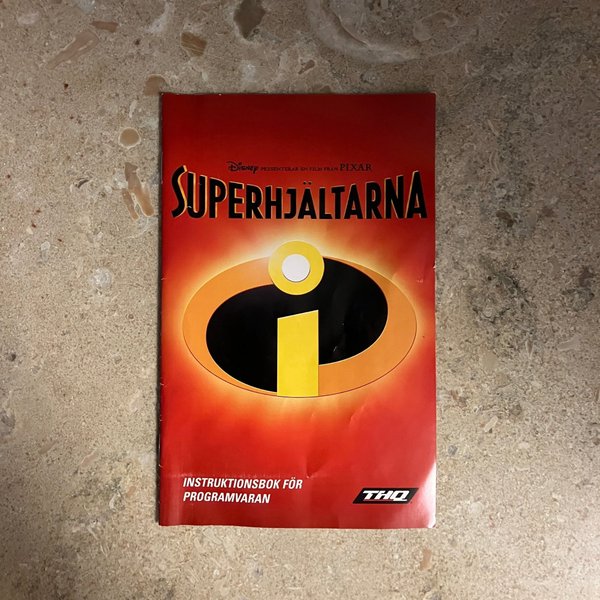 Disney PRESENTERAR EN FILM FRÅN PIXAR
SUPERHJÄLTARNA
i
INSTRUKTIONSBOK FÖR
PROGRAMVARAN
THQ